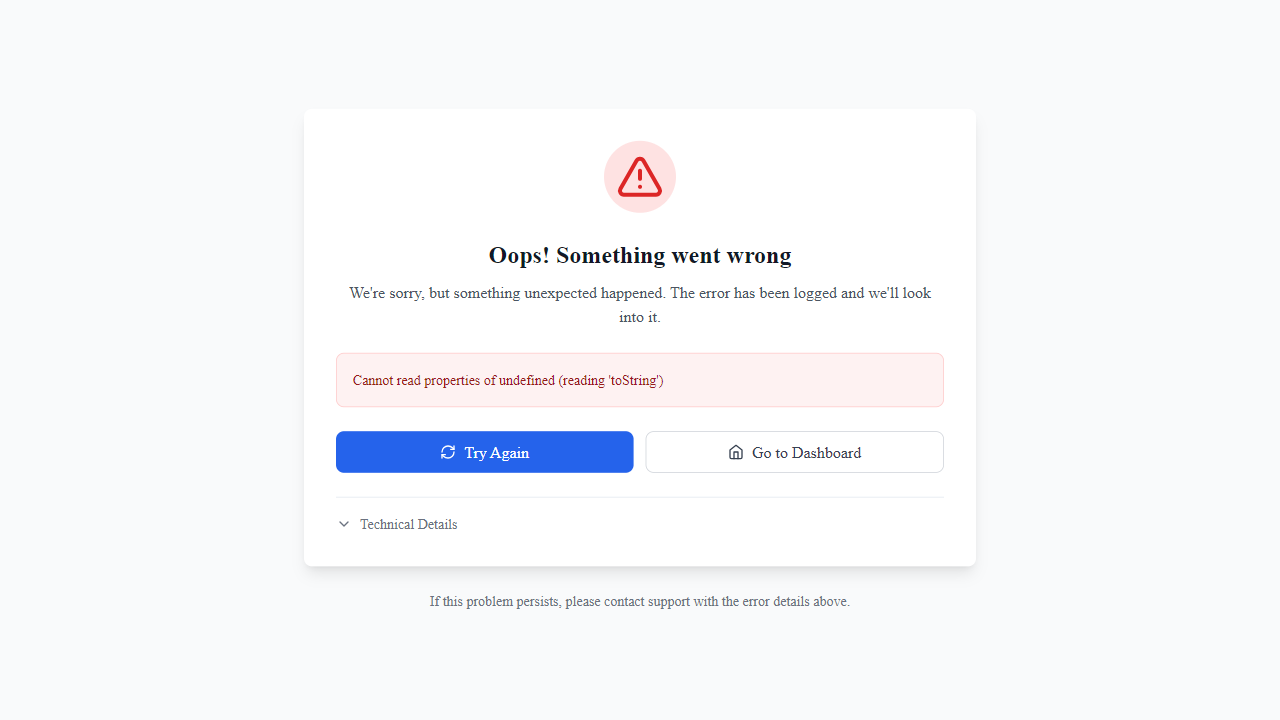 Oops! Something went wrong
We're sorry, but something unexpected happened. The error has been logged and we'll look
into it.
Cannot read properties of undefined (reading 'toString')
Try Again
Go to Dashboard
Technical Details
If this problem persists, please contact support with the error details above.